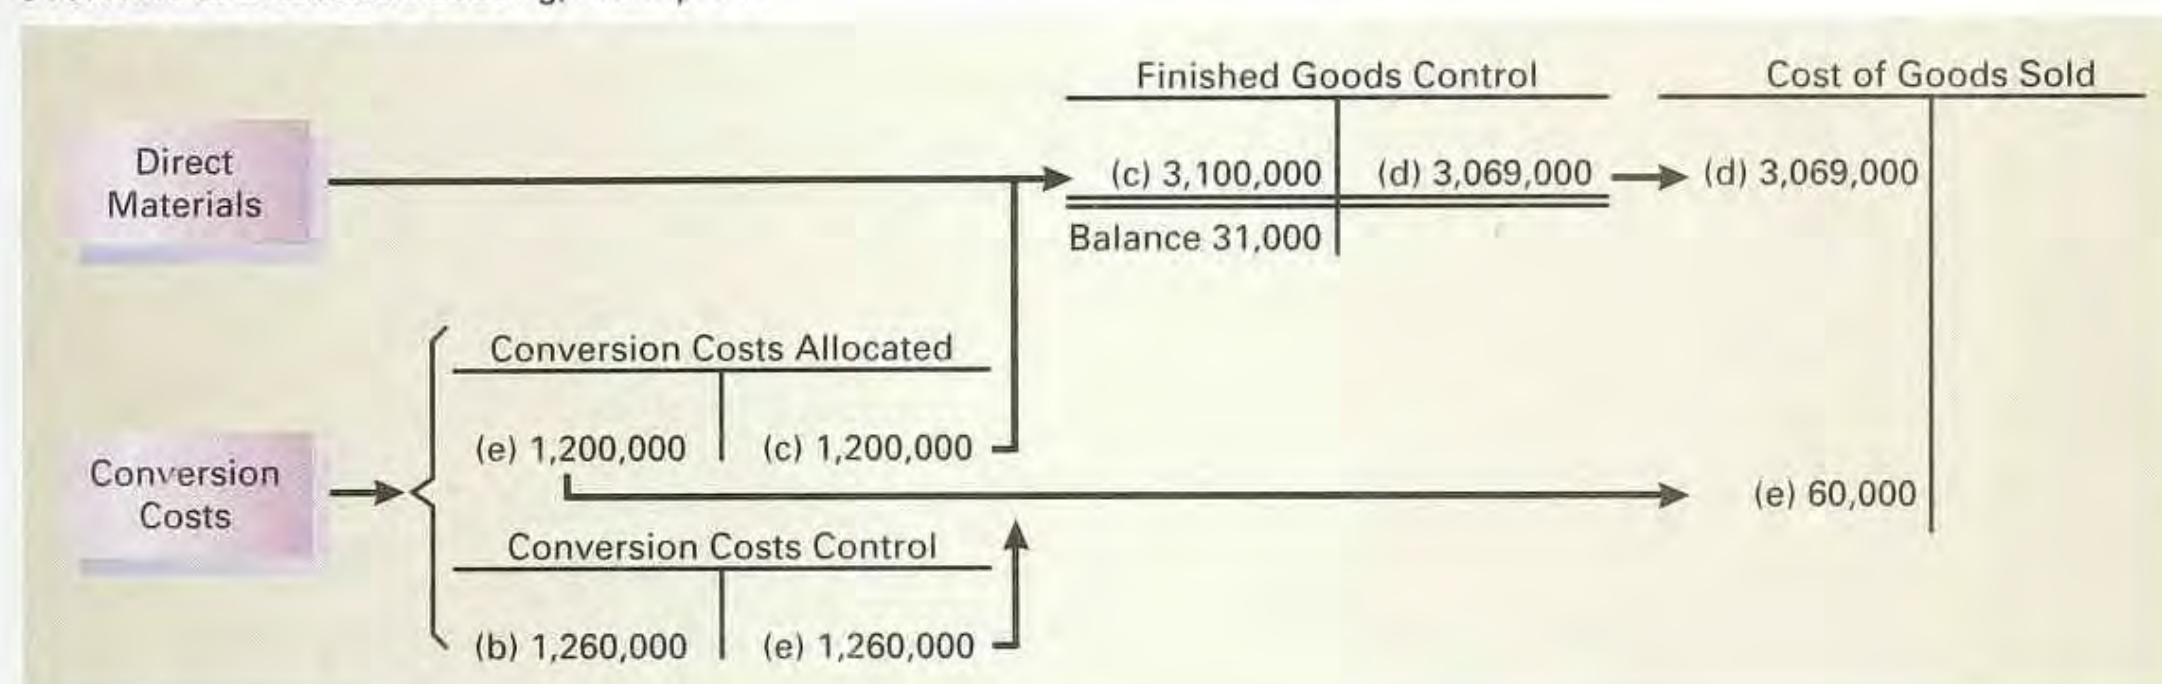 Finished Goods Control
Cost of Goods Sold
Direct
Materials
(c) 3,100,000
(d) 3,069,000
(d) 3,069,000
Balance 31,000
Conversion Costs Allocated
(e) 1,200,000
(c) 1,200,000
Conversion
Costs
(e) 60,000
Conversion Costs Control
(b) 1,260,000
(e) 1,260,000